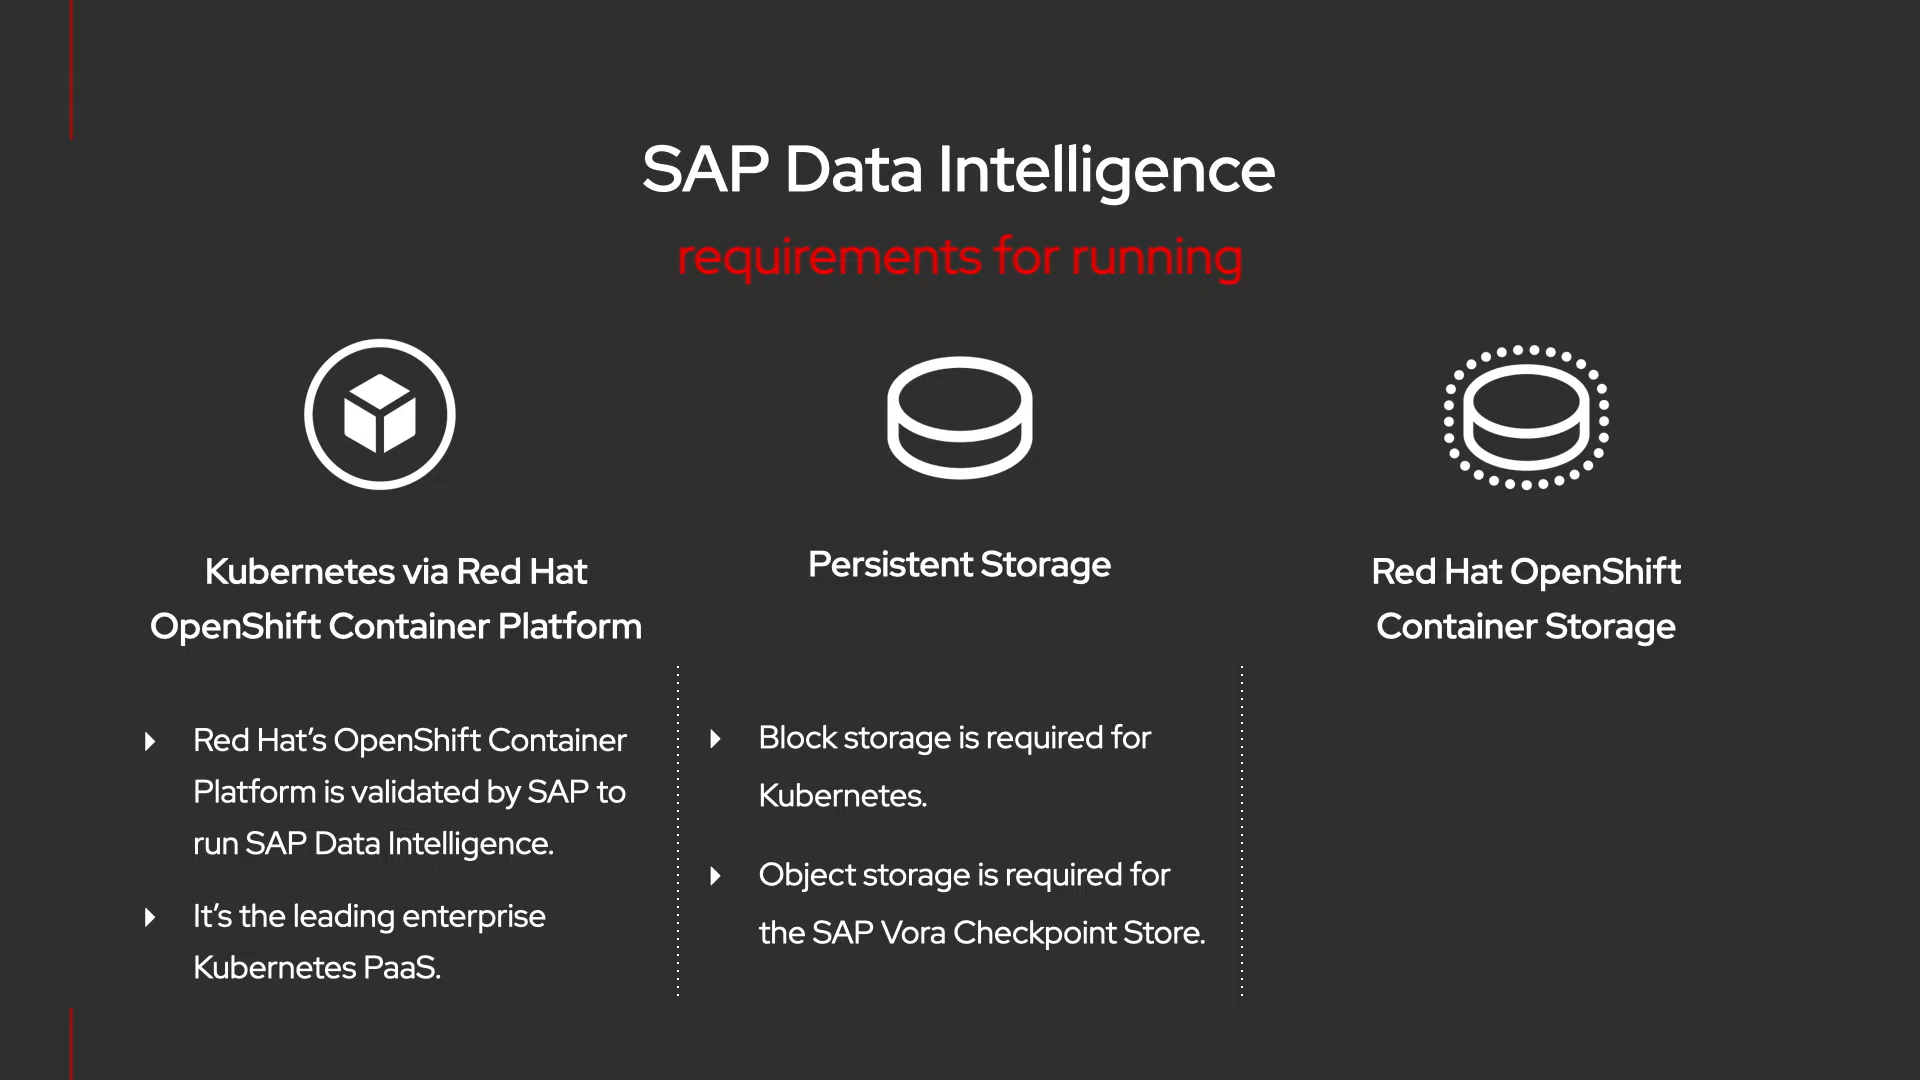 SAP Data Intelligence
requirements for running
Kubernetes via Red Hat
OpenShift Container Platform
Red Hat’s OpenShift Container
Platform is validated by SAP to
run SAP Data Intelligence.
It’s the leading enterprise
Kubernetes PaaS.
Persistent Storage
Block storage is required for
Kubernetes.
Object storage is required for
the SAP Vora Checkpoint Store.
Red Hat OpenShift
Container Storage